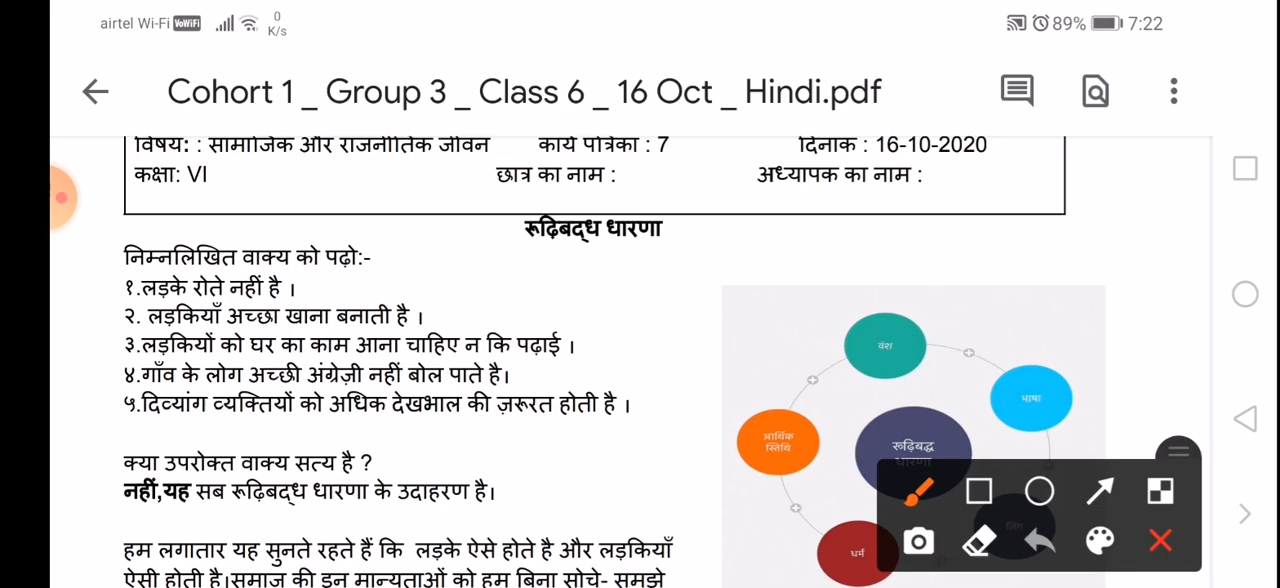 airtel Wi-Fi VoWiFi 0 K/s 89% 7:22
Cohort 1 _ Group 3 _ Class 6 _ 16 Oct _ Hindi.pdf
विषय: : सामाजिक और राजनीतिक जीवन कार्य पत्रिका : 7 दिनांक : 16-10-2020
कक्षा: VI छात्र का नाम : अध्यापक का नाम :
रूढ़िबद्ध धारणा
निम्नलिखित वाक्य को पढ़ो:-
१.लड़के रोते नहीं है ।
२. लड़कियाँ अच्छा खाना बनाती है ।
३.लड़कियों को घर का काम आना चाहिए न कि पढ़ाई ।
४.गाँव के लोग अच्छी अंग्रेज़ी नहीं बोल पाते है।
५.दिव्यांग व्यक्तियों को अधिक देखभाल की ज़रूरत होती है ।
क्या उपरोक्त वाक्य सत्य है ?
नहीं,यह सब रूढ़िबद्ध धारणा के उदाहरण है।
हम लगातार यह सुनते रहते हैं कि लड़के ऐसे होते है और लड़कियाँ
ऐसी होती है।समाज की इन मान्यताओं को हम बिना सोचे- समझे
वंश
भाषा
आर्थिक
स्तिथि
रूढ़िबद्ध
धारणा
लिंग
धर्म